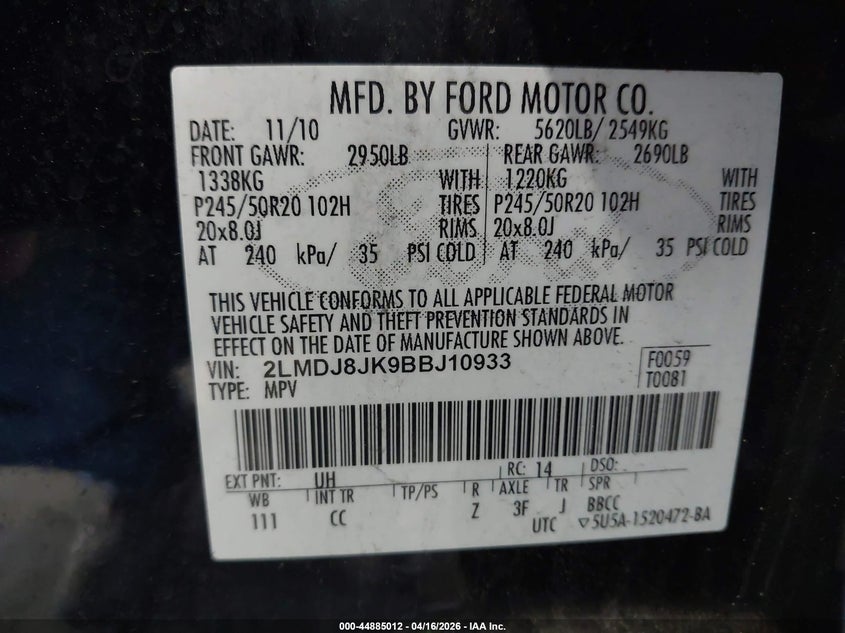 MFD. BY FORD MOTOR CO.
DATE: 11/10 GVWR: 5620LB/ 2549KG
FRONT GAWR: 2950LB REAR GAWR: 2690LB
1338KG WITH 1220KG WITH
P245/50R20 102H TIRES P245/50R20 102H TIRES
20x8.0J RIMS 20x8.0J RIMS
AT 240 kPa/ 35 PSI COLD AT 240 kPa/ 35 PSI COLD
THIS VEHICLE CONFORMS TO ALL APPLICABLE FEDERAL MOTOR
VEHICLE SAFETY AND THEFT PREVENTION STANDARDS IN
EFFECT ON THE DATE OF MANUFACTURE SHOWN ABOVE.
VIN: 2LMDJ8JK9BBJ10933 F0059
TYPE: MPV T0081
EXT PNT: UH RC: 14 DSO:
WB INT TR TP/PS R AXLE TR SPR
111 CC Z 3F J BBCC
UTC ▽5U5A-1520472-BA
000-44885012 - 04/16/2026 - IAA Inc.